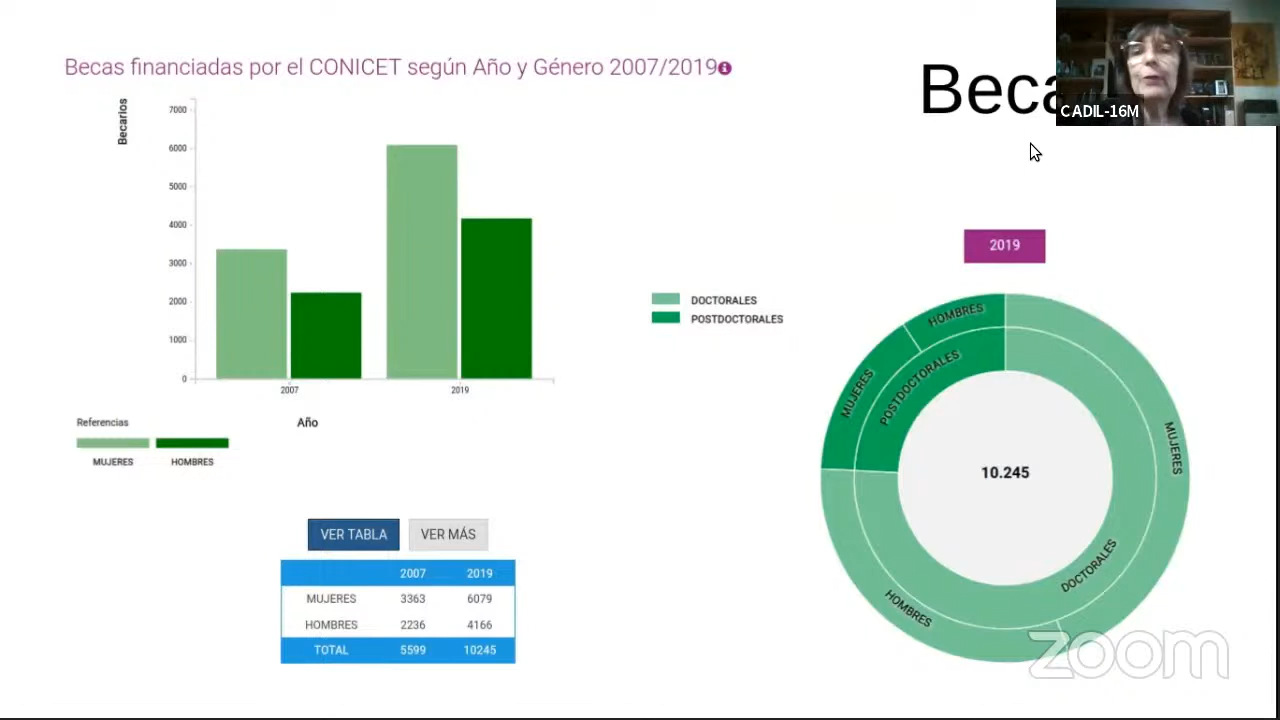 Becas financiadas por el CONICET según Año y Género 2007/2019
Beca
CADIL-16M
Becarios
7000
6000
5000
4000
3000
2000
1000
0
2007
2019
Año
Referencias
MUJERES
HOMBRES
VER TABLA
VER MÁS
2007 2019
MUJERES 3363 6079
HOMBRES 2236 4166
TOTAL 5599 10245
DOCTORALES
POSTDOCTORALES
2019
HOMBRES
POSTDOCTORALES
MUJERES
MUJERES
10.245
DOCTORALES
HOMBRES
zoom